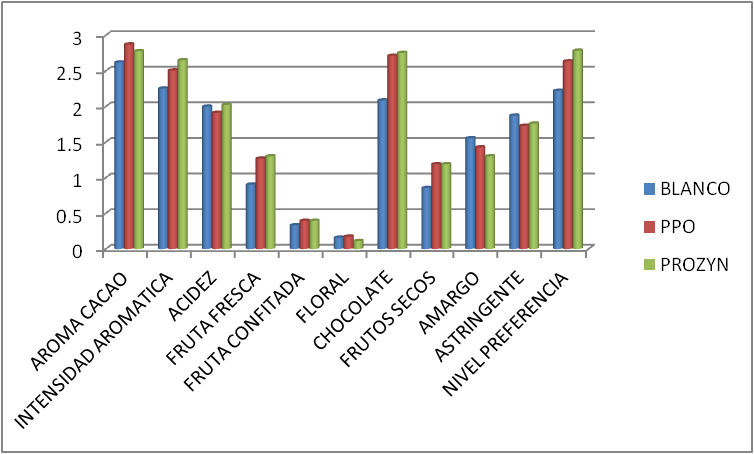 3
2.5
2
1.5
1
0.5
0
AROMA CACAO
INTENSIDAD AROMATICA
ACIDEZ
FRUTA FRESCA
FRUTA CONFITADA
FLORAL
CHOCOLATE
FRUTOS SECOS
AMARGO
ASTRINGENTE
NIVEL PREFERENCIA
BLANCO
PPO
PROZYN